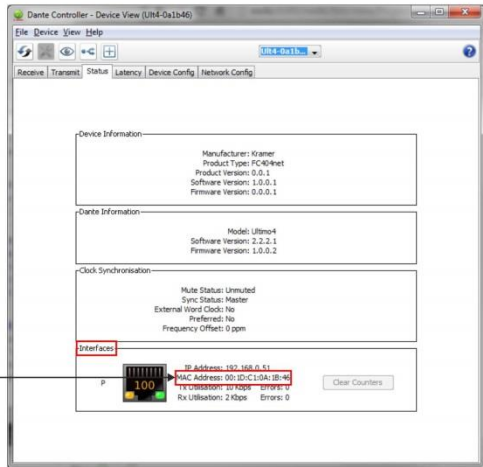 Dante Controller - Device View (Ult4-0a1b46)
File Device View Help
Ult4-0a1b...
Receive Transmit Status Latency Device Config Network Config
Device Information
Manufacturer: Kramer
Product Type: FC404net
Product Version: 0.0.1
Software Version: 1.0.0.1
Firmware Version: 0.0.0.1
Dante Information
Model: Ultimo4
Software Version: 2.2.2.1
Firmware Version: 1.0.0.2
Clock Synchronisation
Mute Status: Unmuted
Sync Status: Master
External Word Clock: No
Preferred: No
Frequency Offset: 0 ppm
Interfaces
IP Address: 192.168.0.51
P 100 MAC Address: 00:1D:C1:0A:1B:46
Tx Utilisation: 10 Kbps Errors: 0
Rx Utilisation: 2 Kbps Errors: 0
Clear Counters